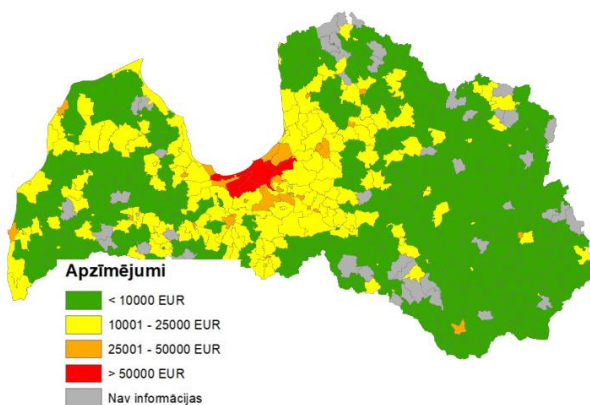 Apzīmējumi
< 10000 EUR
10001 - 25000 EUR
25001 - 50000 EUR
> 50000 EUR
Nav informācijas